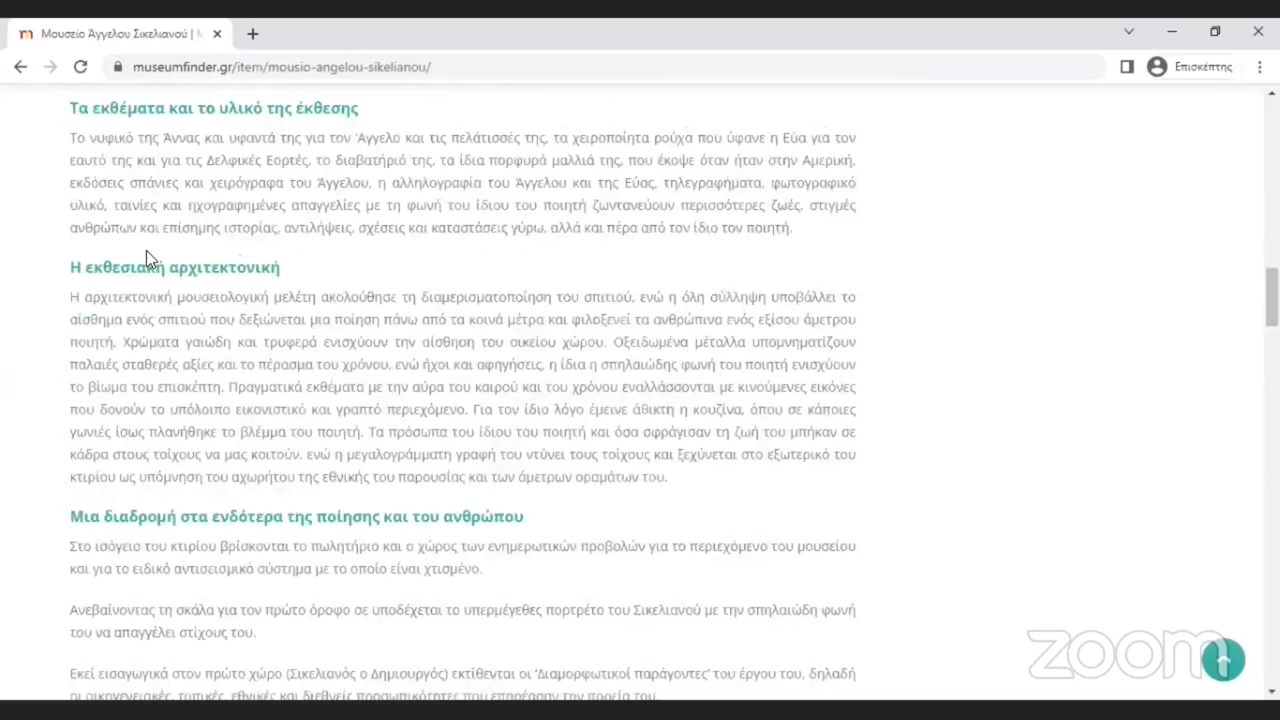 Μουσείο Άγγελου Σικελιανού | Μ
museumfinder.gr/item/mousio-angelou-sikelianou/
Επισκέπτης
Τα εκθέματα και το υλικό της έκθεσης
Το νυφικό της Άννας και υφαντά της για τον Άγγελο και τις πελάτισσές της, τα χειροποίητα ρούχα που ύφανε η Εύα για τον
εαυτό της και για τις Δελφικές Εορτές, το διαβατήριό της, τα ίδια πορφυρά μαλλιά της, που έκοψε όταν ήταν στην Αμερική,
εκδόσεις σπάνιες και χειρόγραφα του Άγγελου, η αλληλογραφία του Άγγελου και της Εύας, τηλεγραφήματα, φωτογραφικό
υλικό, ταινίες και ηχογραφημένες απαγγελίες με τη φωνή του ίδιου του ποιητή ζωντανεύουν περισσότερες ζωές, στιγμές
ανθρώπων και επίσημης ιστορίας, αντιλήψεις, σχέσεις και καταστάσεις γύρω, αλλά και πέρα από τον ίδιο τον ποιητή.
Η εκθεσιακή αρχιτεκτονική
Η αρχιτεκτονική μουσειολογική μελέτη ακολούθησε τη διαμερισματοποίηση του σπιτιού, ενώ η όλη σύλληψη υποβάλλει το
αίσθημα ενός σπιτιού που δεξιώνεται μια ποίηση πάνω από τα κοινά μέτρα και φιλοξενεί τα ανθρώπινα ενός εξίσου άμετρου
ποιητή. Χρώματα γαιώδη και τρυφερά ενισχύουν την αίσθηση του οικείου χώρου. Οξειδωμένα μέταλλα υπομνηματίζουν
παλαιές σταθερές αξίες και το πέρασμα του χρόνου, ενώ ήχοι και αφηγήσεις, η ίδια η σπηλαιώδης φωνή του ποιητή ενισχύουν
το βίωμα του επισκέπτη. Πραγματικά εκθέματα με την αύρα του καιρού και του χρόνου εναλλάσσονται με κινούμενες εικόνες
που δονούν το υπόλοιπο εικονιστικό και γραπτό περιεχόμενο. Για τον ίδιο λόγο έμεινε άθικτη η κουζίνα, όπου σε κάποιες
γωνιές ίσως πλανήθηκε το βλέμμα του ποιητή. Τα πρόσωπα του ίδιου του ποιητή και όσα σφράγισαν τη ζωή του μπήκαν σε
κάδρα στους τοίχους να μας κοιτούν, ενώ η μεγαλογράμματη γραφή του ντύνει τους τοίχους και ξεχύνεται στο εξωτερικό του
κτιρίου ως υπόμνηση του αχωρήτου της εθνικής του παρουσίας και των άμετρων οραμάτων του.
Μια διαδρομή στα ενδότερα της ποίησης και του ανθρώπου
Στο ισόγειο του κτιρίου βρίσκονται το πωλητήριο και ο χώρος των ενημερωτικών προβολών για το περιεχόμενο του μουσείου
και για το ειδικό αντισεισμικό σύστημα με το οποίο είναι χτισμένο.
Ανεβαίνοντας τη σκάλα για τον πρώτο όροφο σε υποδέχεται το υπερμέγεθες πορτρέτο του Σικελιανού με την σπηλαιώδη φωνή
του να απαγγέλει στίχους του.
Εκεί εισαγωγικά στον πρώτο χώρο (Σικελιανός ο Δημιουργός) εκτίθενται οι 'Διαμορφωτικοί παράγοντες' του έργου του, δηλαδή
οι οικογενειακές, τοπικές, εθνικές και διεθνείς προσωπικότητες που επηρέασαν την πορεία του.
zoom